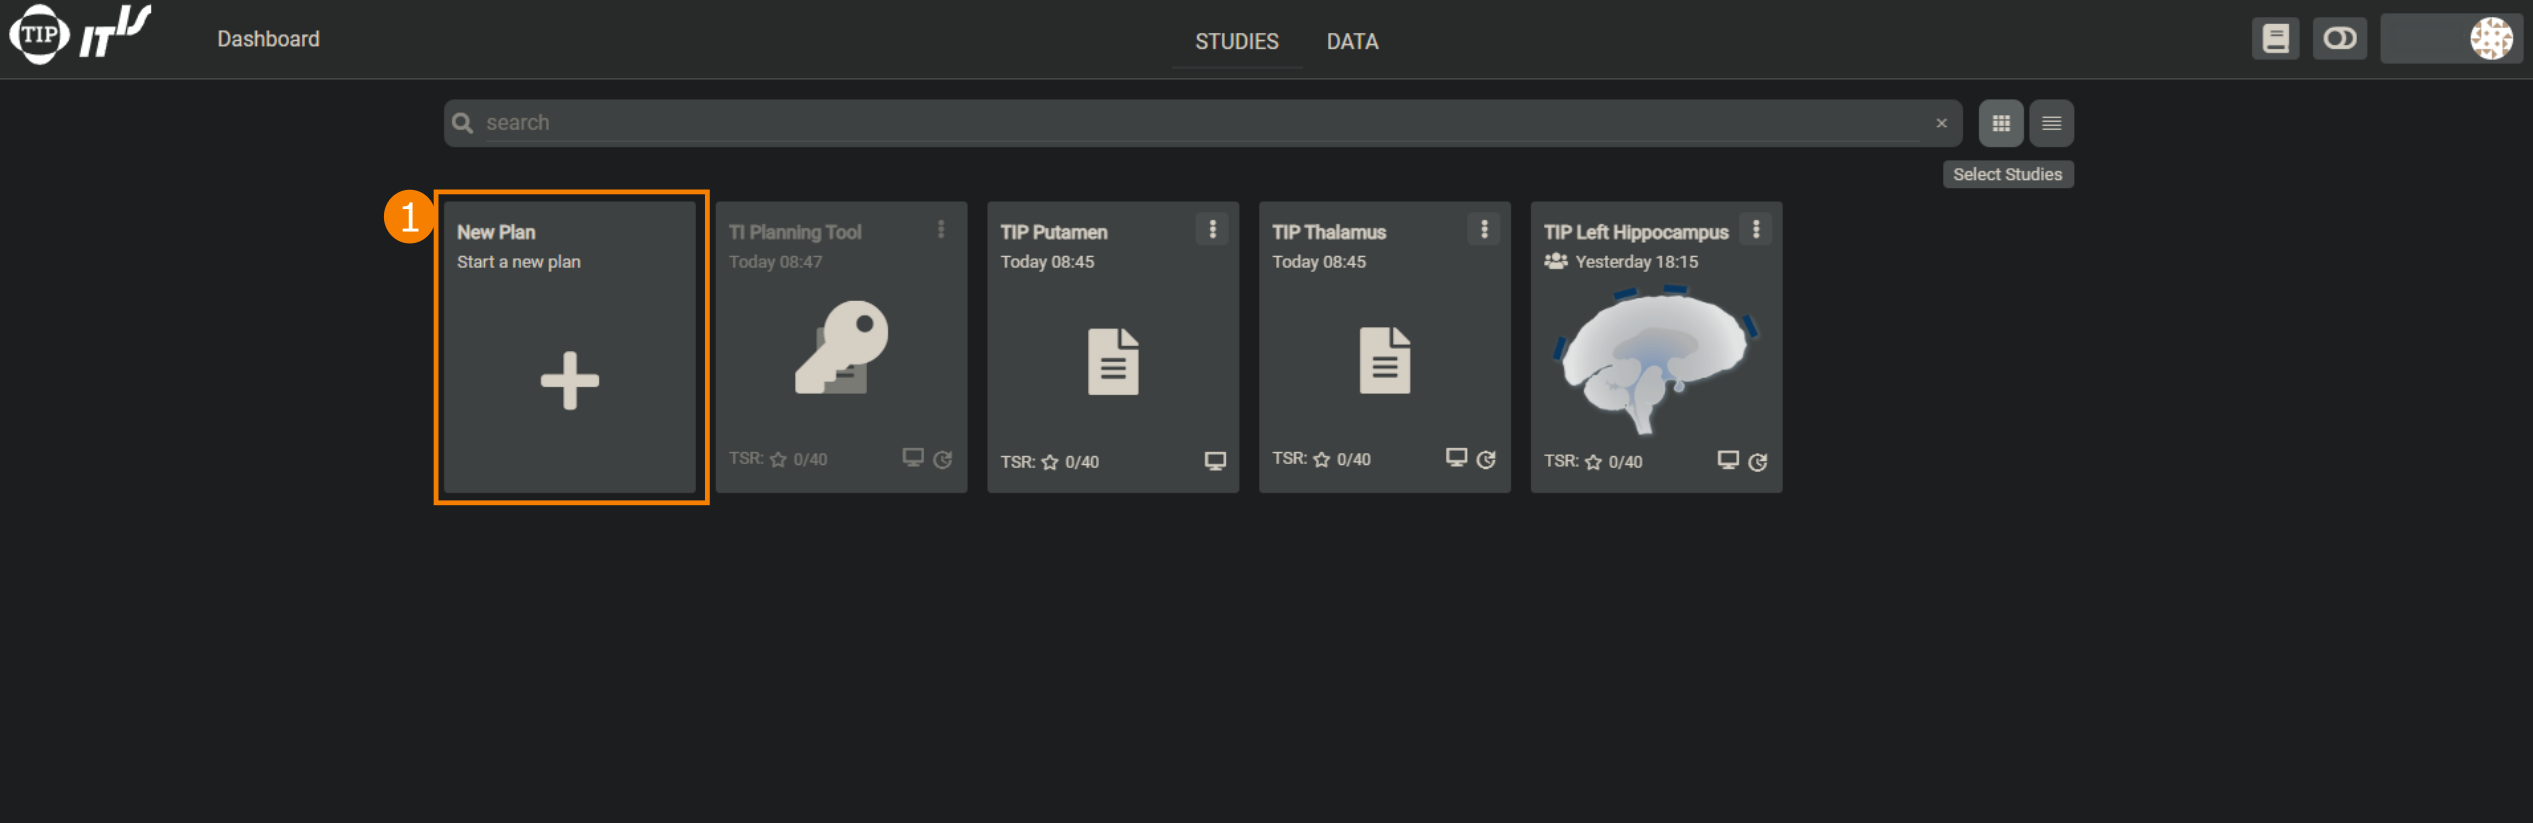 TIP IT'IS
Dashboard
STUDIES
DATA
search
Select Studies
1
New Plan
Start a new plan
TI Planning Tool
Today 08:47
TSR: 0/40
TIP Putamen
Today 08:45
TSR: 0/40
TIP Thalamus
Today 08:45
TSR: 0/40
TIP Left Hippocampus
Yesterday 18:15
TSR: 0/40